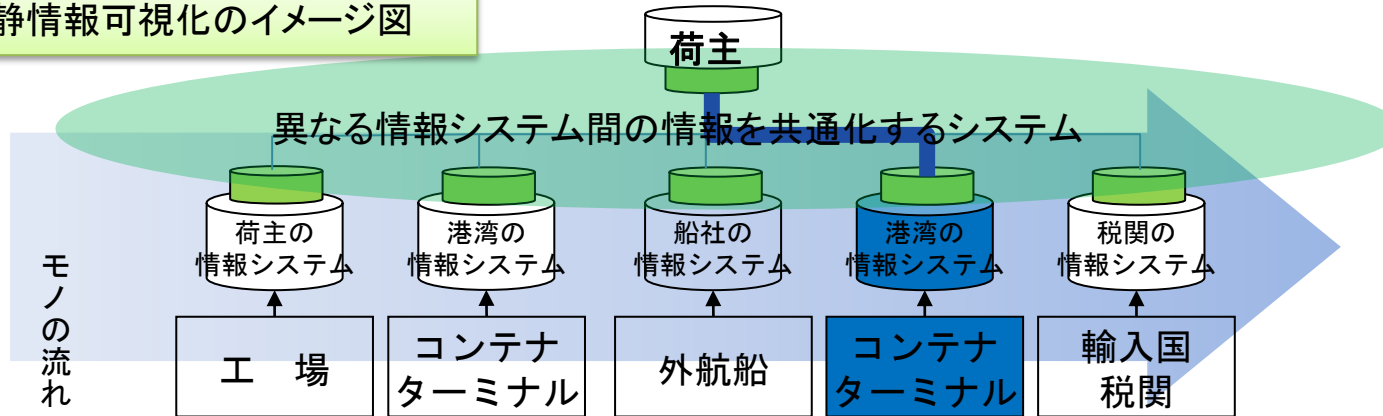 静情報可視化のイメージ図
荷主
異なる情報システム間の情報を共通化するシステム
荷主の
情報システム
港湾の
情報システム
船社の
情報システム
港湾の
情報システム
税関の
情報システム
モノの流れ
工　場
コンテナ
ターミナル
外航船
コンテナ
ターミナル
輸入国
税関